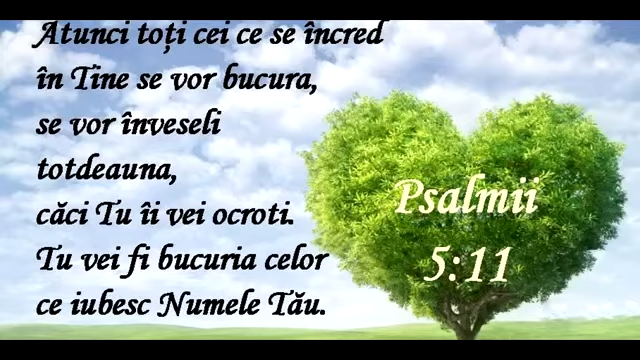 Atunci toți cei ce se încred
în Tine se vor bucura,
se vor înveseli
totdeauna,
căci Tu îi vei ocroti.
Tu vei fi bucuria celor
ce iubesc Numele Tău.
Psalmii
5:11